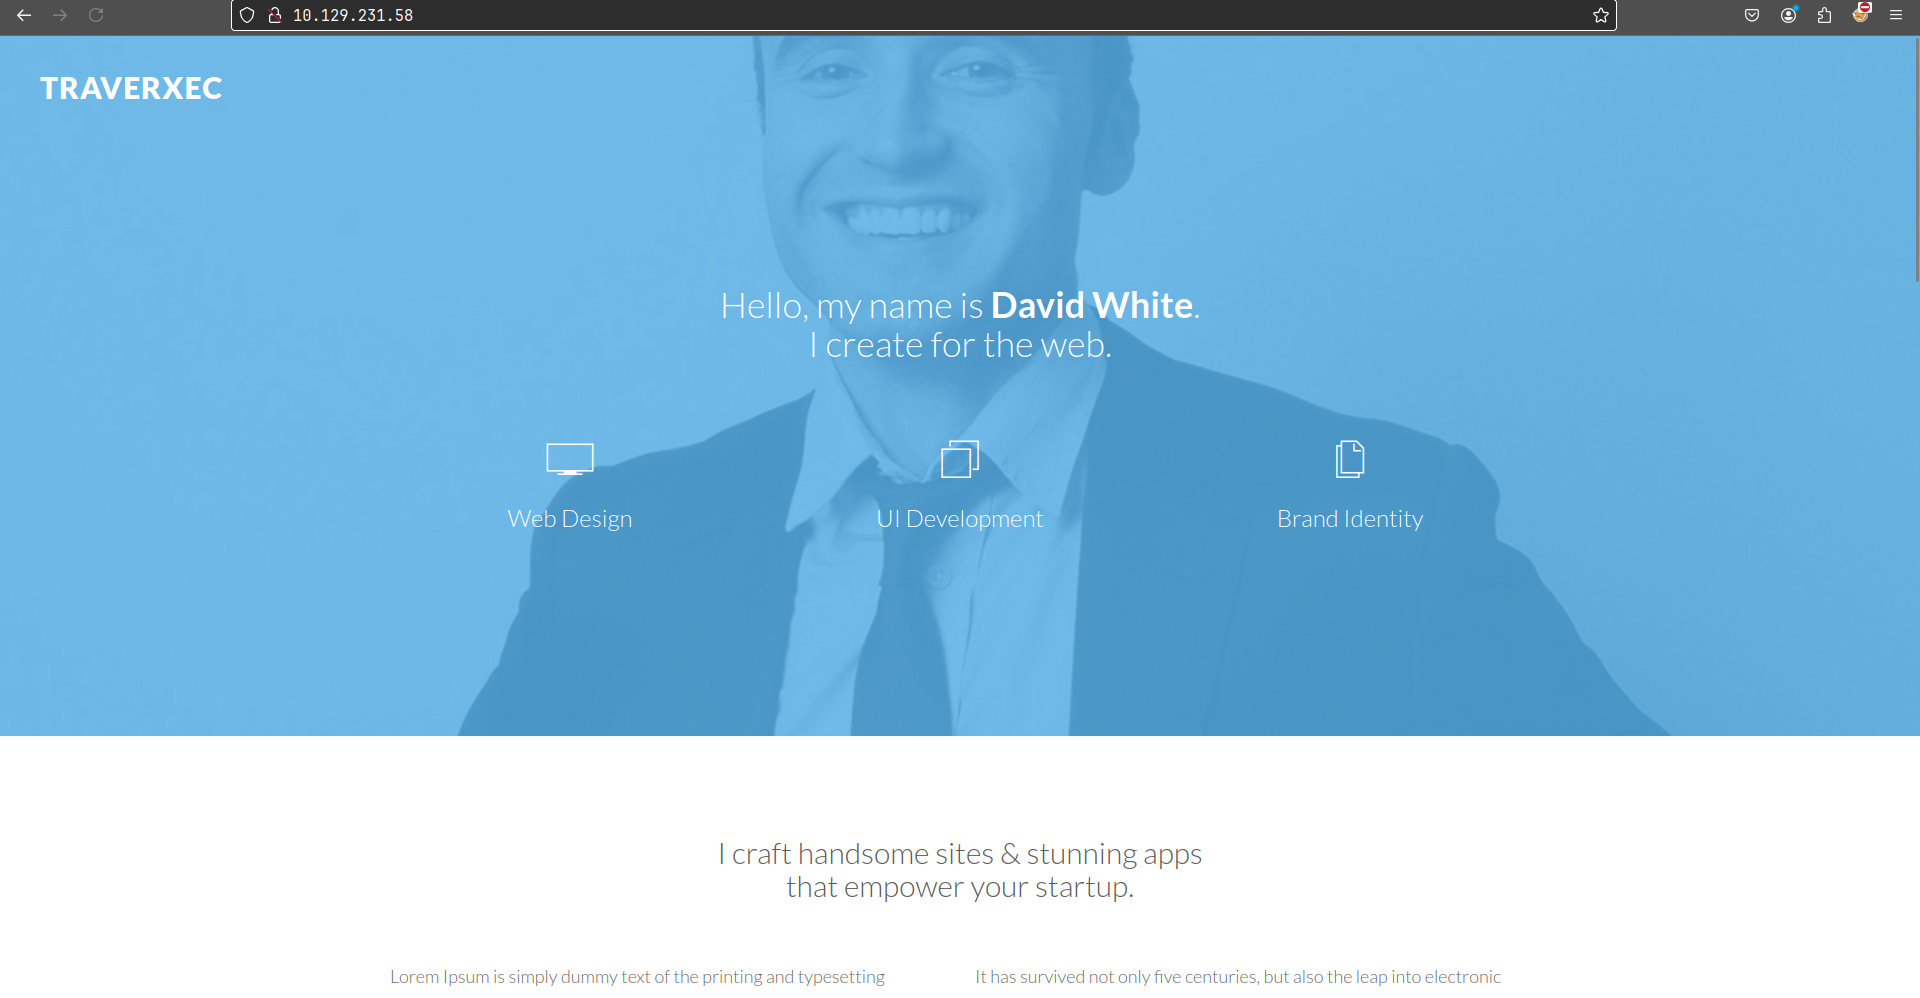 10.129.231.58
TRAVERXEC
Hello, my name is David White.
I create for the web.
Web Design
UI Development
Brand Identity
I craft handsome sites & stunning apps
that empower your startup.
Lorem Ipsum is simply dummy text of the printing and typesetting
It has survived not only five centuries, but also the leap into electronic